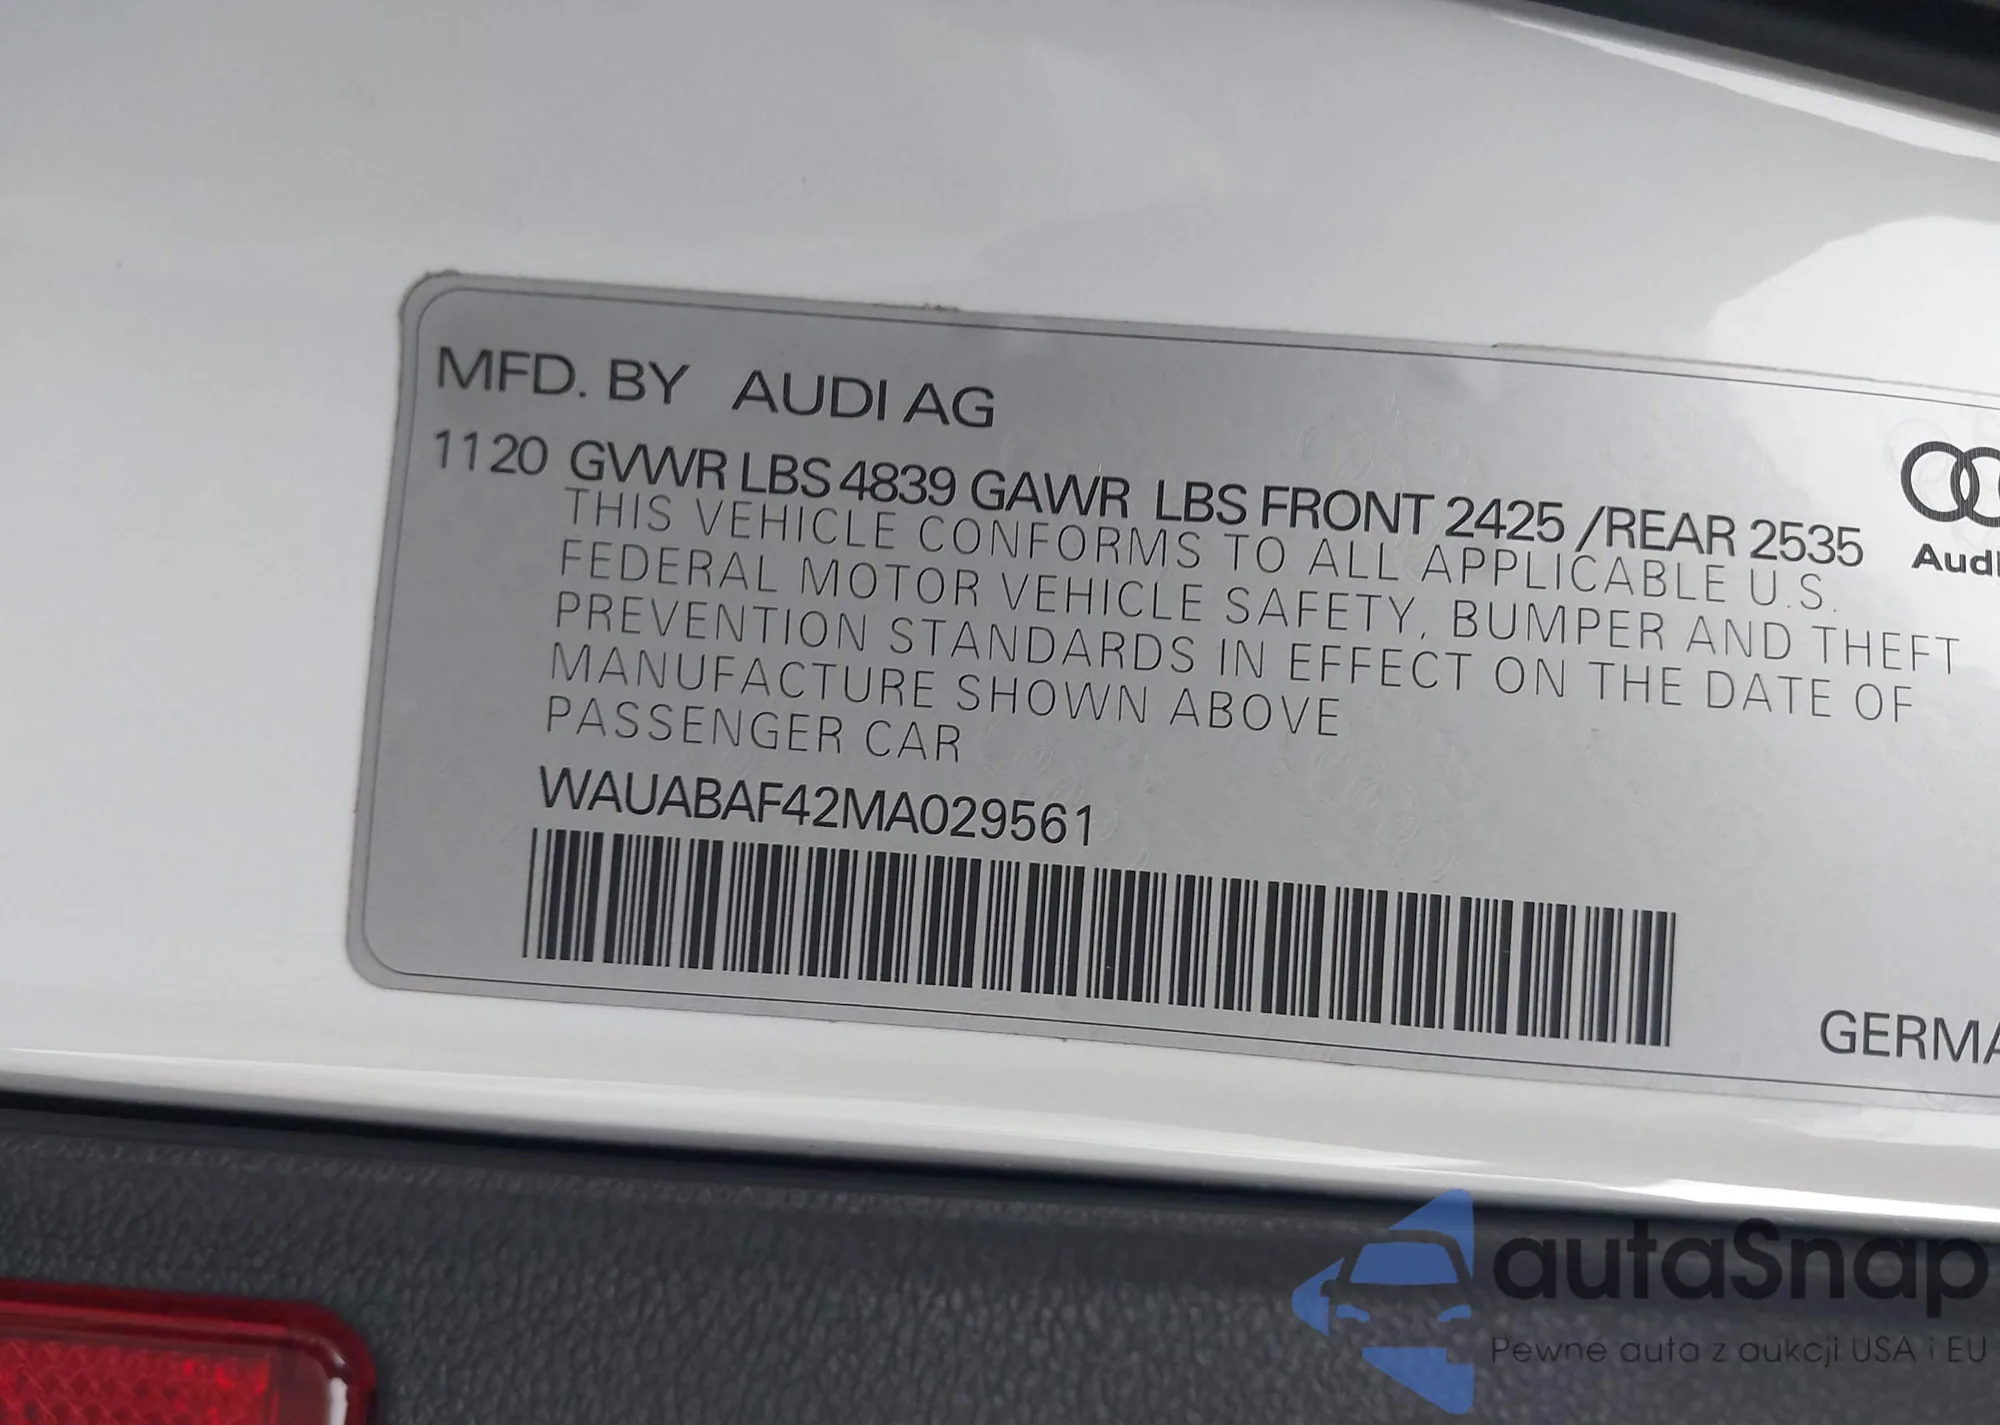 MFD. BY AUDI AG
1120 GVWR LBS 4839 GAWR LBS FRONT 2425 /REAR 2535
THIS VEHICLE CONFORMS TO ALL APPLICABLE U.S.
FEDERAL MOTOR VEHICLE SAFETY, BUMPER AND THEFT
PREVENTION STANDARDS IN EFFECT ON THE DATE OF
MANUFACTURE SHOWN ABOVE
PASSENGER CAR
WAUABAF42MA029561
Audi
GERMA
autaSnap
Pewne auta z aukcji USA i EU